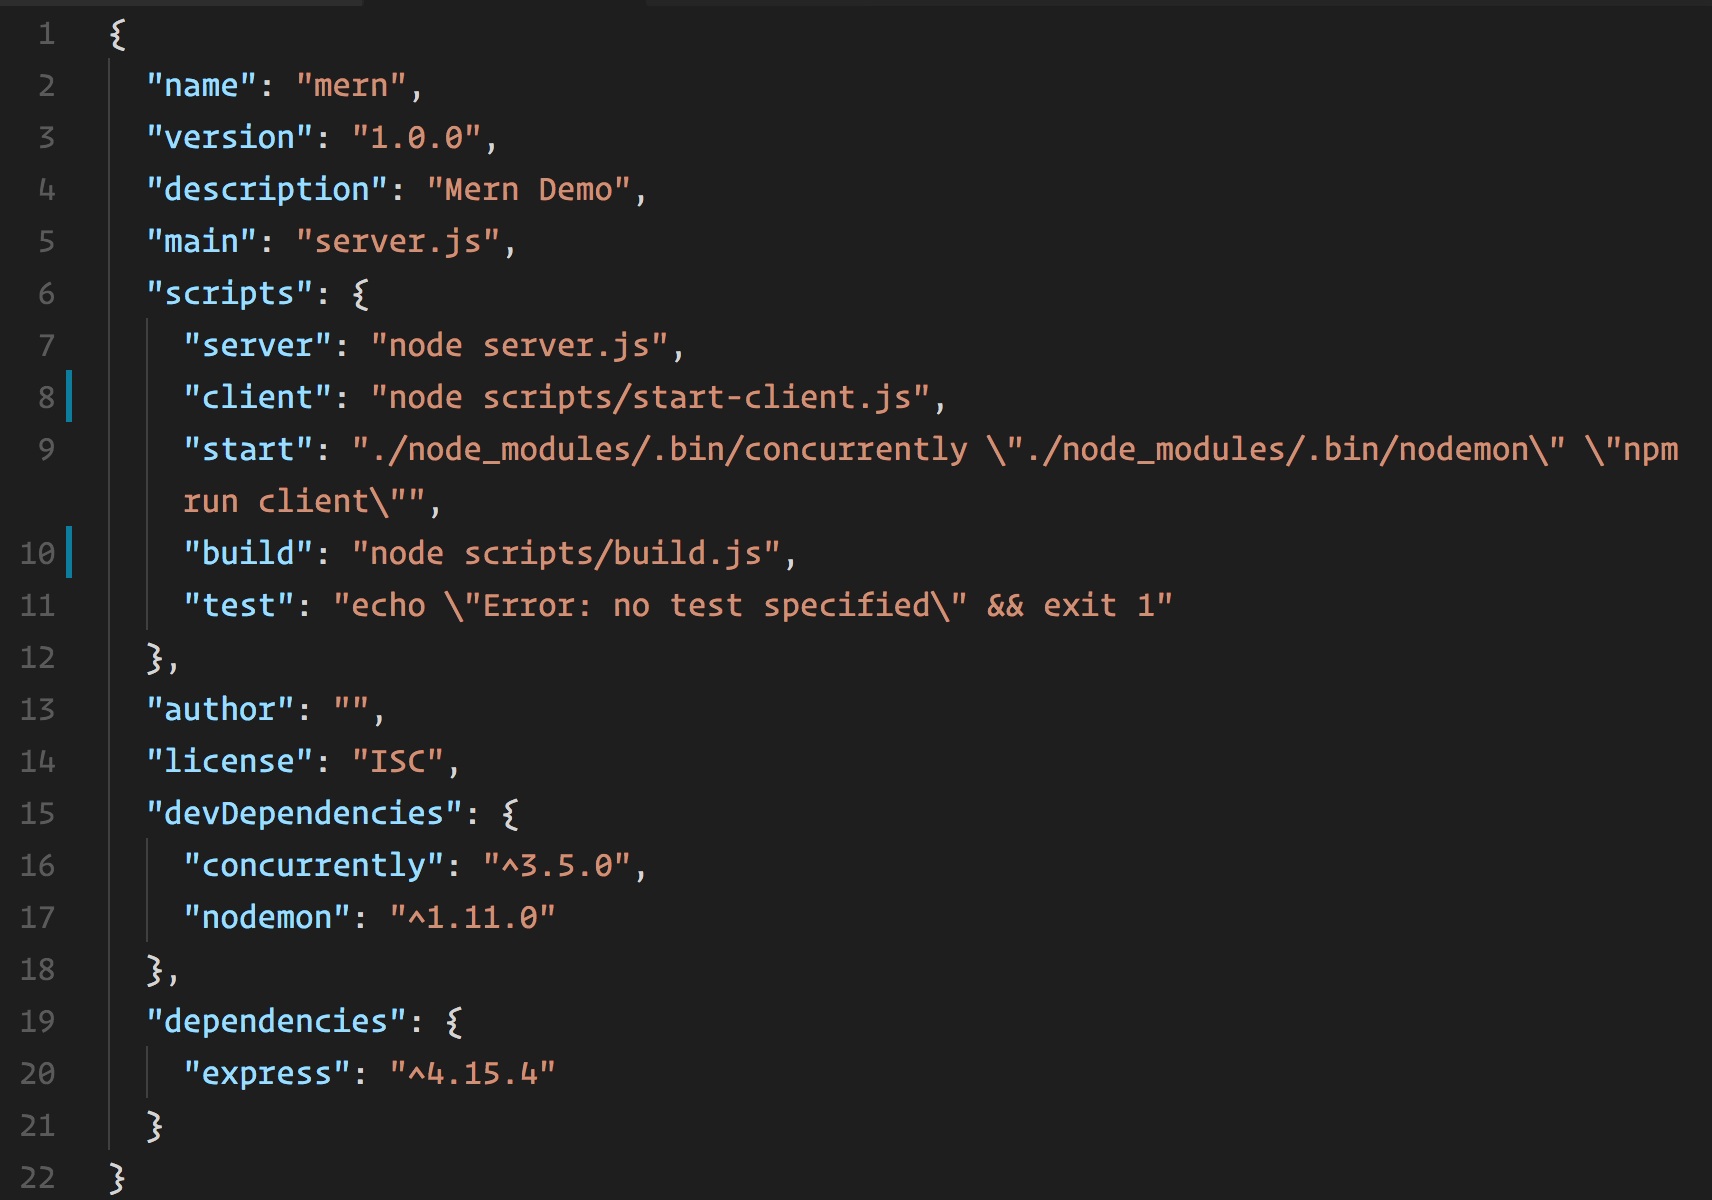 1 {
2 "name": "mern",
3 "version": "1.0.0",
4 "description": "Mern Demo",
5 "main": "server.js",
6 "scripts": {
7 "server": "node server.js",
8 "client": "node scripts/start-client.js",
9 "start": "./node_modules/.bin/concurrently \"./node_modules/.bin/nodemon\" \"npm
run client\"",
10 "build": "node scripts/build.js",
11 "test": "echo \"Error: no test specified\" && exit 1"
12 },
13 "author": "",
14 "license": "ISC",
15 "devDependencies": {
16 "concurrently": "^3.5.0",
17 "nodemon": "^1.11.0"
18 },
19 "dependencies": {
20 "express": "^4.15.4"
21 }
22 }